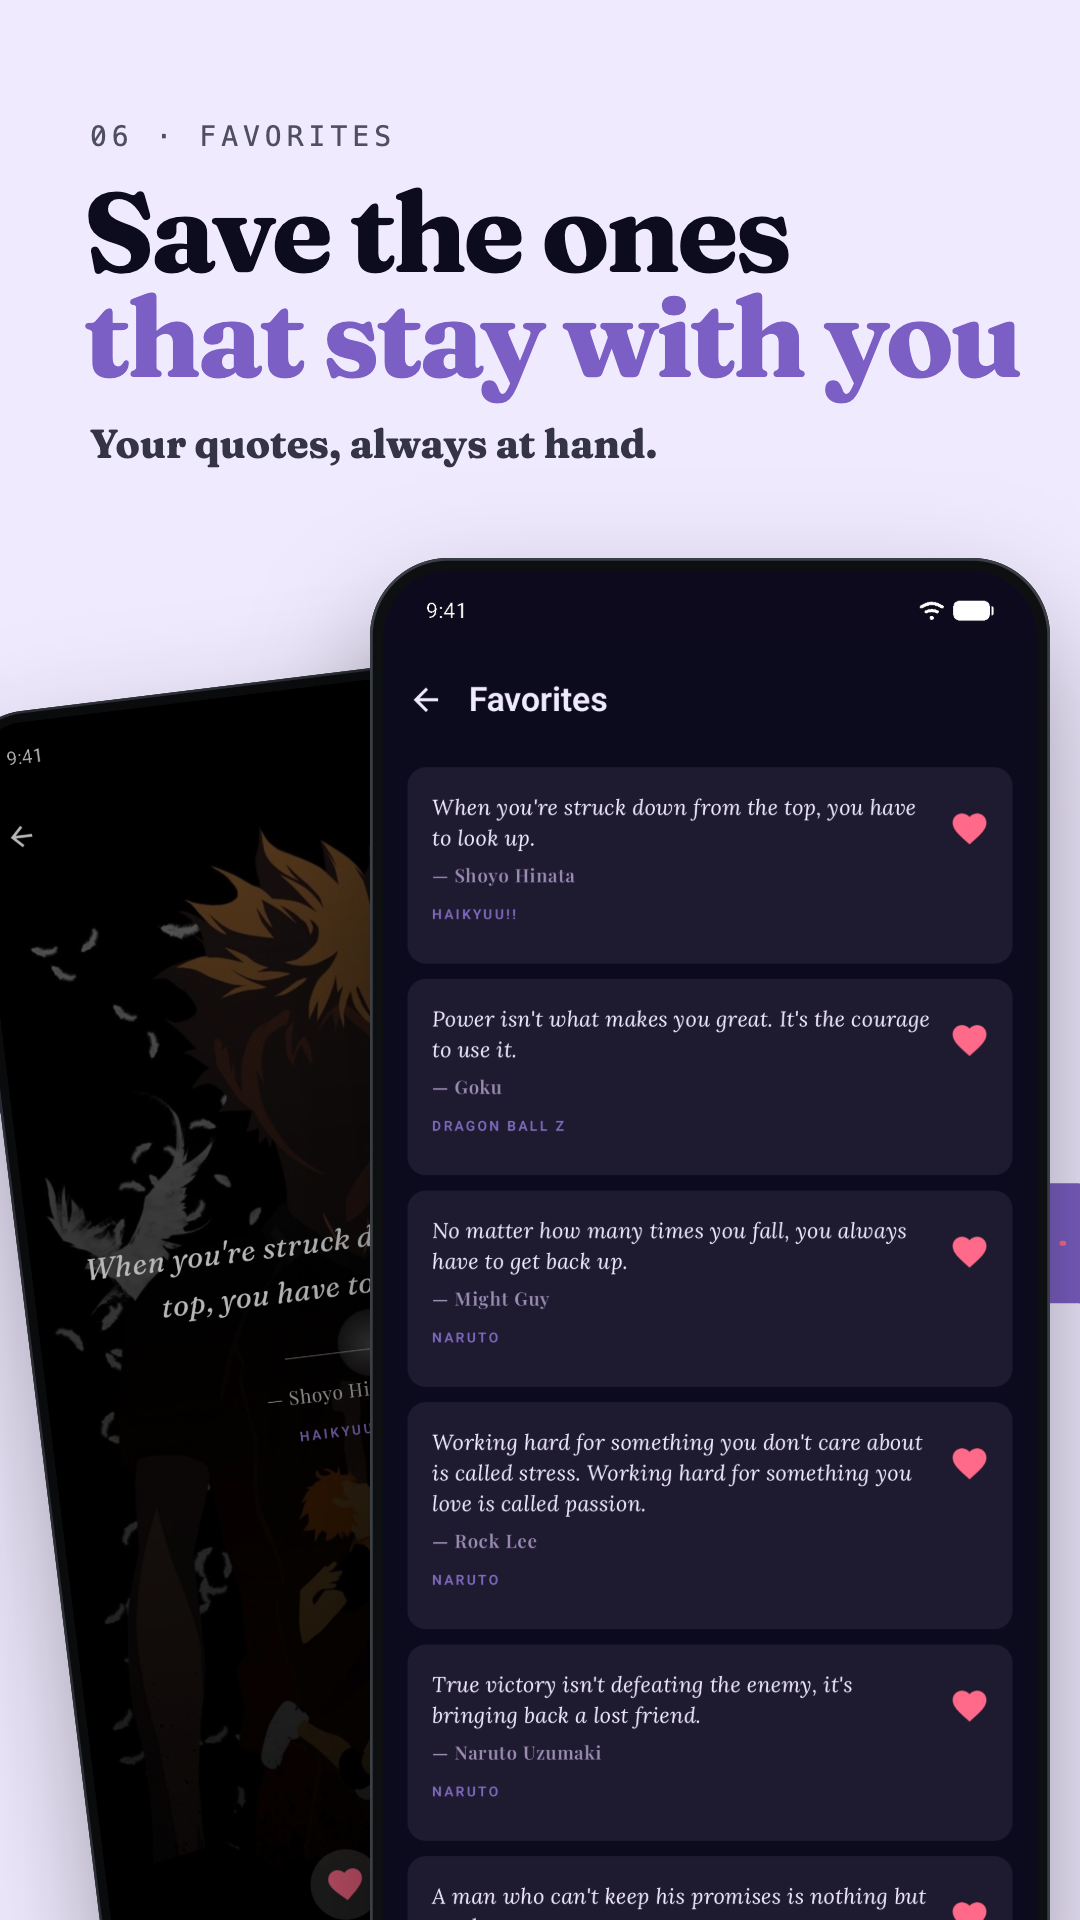 06 · FAVORITES
Save the ones
that stay with you
Your quotes, always at hand.
9:41
Favorites
When you're struck down from the top, you have
to look up.
— Shoyo Hinata
HAIKYUU!!
Power isn't what makes you great. It's the courage
to use it.
— Goku
DRAGON BALL Z
No matter how many times you fall, you always
have to get back up.
— Might Guy
NARUTO
Working hard for something you don't care about
is called stress. Working hard for something you
love is called passion.
— Rock Lee
NARUTO
True victory isn't defeating the enemy, it's
bringing back a lost friend.
— Naruto Uzumaki
NARUTO
A man who can't keep his promises is nothing but
9:41
When you're struck d
top, you have to
— Shoyo Hi
HAIKYUU